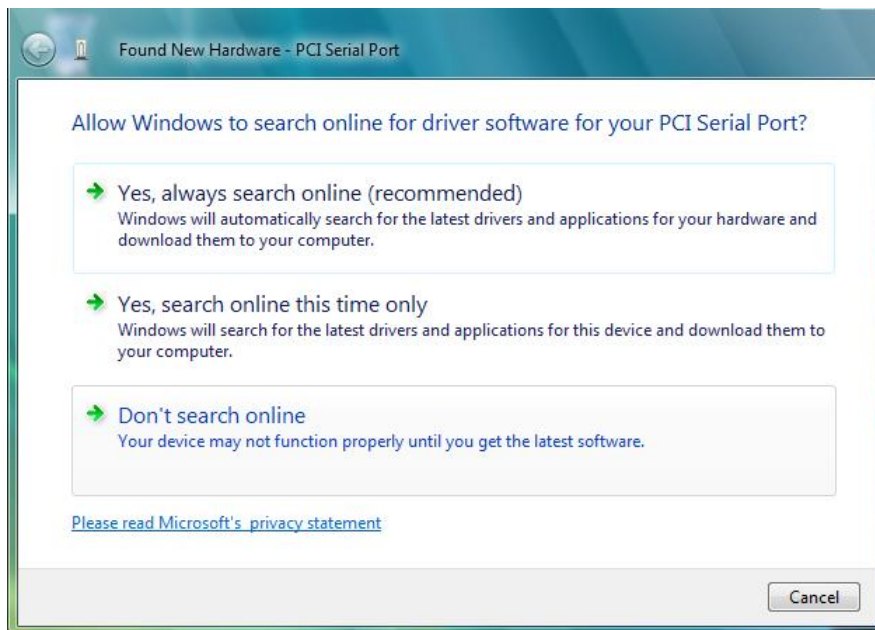 Found New Hardware - PCI Serial Port
Allow Windows to search online for driver software for your PCI Serial Port?
Yes, always search online (recommended)
Windows will automatically search for the latest drivers and applications for your hardware and
download them to your computer.
Yes, search online this time only
Windows will search for the latest drivers and applications for this device and download them to
your computer.
Don't search online
Your device may not function properly until you get the latest software.
Please read Microsoft's privacy statement
Cancel